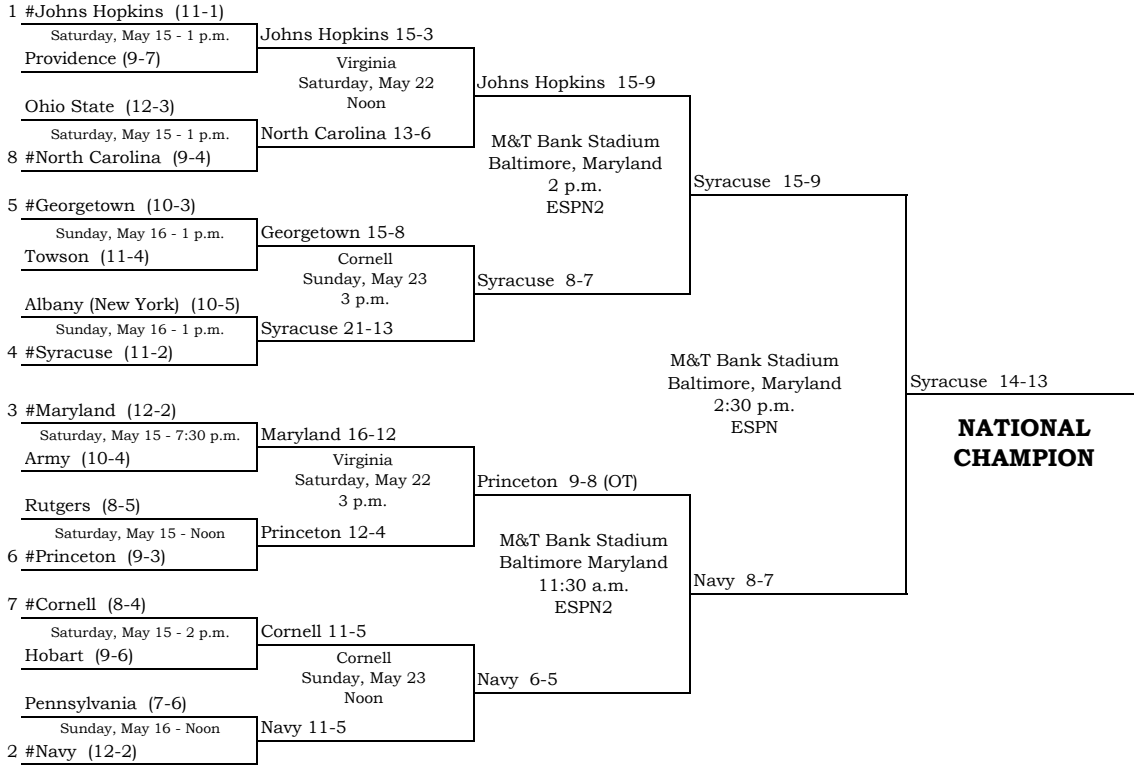 1 #Johns Hopkins (11-1)
Saturday, May 15 - 1 p.m.
Providence (9-7)
Ohio State (12-3)
Saturday, May 15 - 1 p.m.
8 #North Carolina (9-4)
5 #Georgetown (10-3)
Sunday, May 16 - 1 p.m.
Towson (11-4)
Albany (New York) (10-5)
Sunday, May 16 - 1 p.m.
4 #Syracuse (11-2)
3 #Maryland (12-2)
Saturday, May 15 - 7:30 p.m.
Army (10-4)
Rutgers (8-5)
Saturday, May 15 - Noon
6 #Princeton (9-3)
7 #Cornell (8-4)
Saturday, May 15 - 2 p.m.
Hobart (9-6)
Pennsylvania (7-6)
Sunday, May 16 - Noon
2 #Navy (12-2)
Johns Hopkins 15-3
Virginia
Saturday, May 22
Noon
North Carolina 13-6
Georgetown 15-8
Cornell
Sunday, May 23
3 p.m.
Syracuse 21-13
Maryland 16-12
Virginia
Saturday, May 22
3 p.m.
Princeton 12-4
Cornell 11-5
Cornell
Sunday, May 23
Noon
Navy 11-5
Johns Hopkins 15-9
M&T Bank Stadium
Baltimore, Maryland
2 p.m.
ESPN2
Syracuse 8-7
Princeton 9-8 (OT)
M&T Bank Stadium
Baltimore Maryland
11:30 a.m.
ESPN2
Navy 6-5
Syracuse 15-9
M&T Bank Stadium
Baltimore, Maryland
2:30 p.m.
ESPN
Navy 8-7
Syracuse 14-13
NATIONAL
CHAMPION